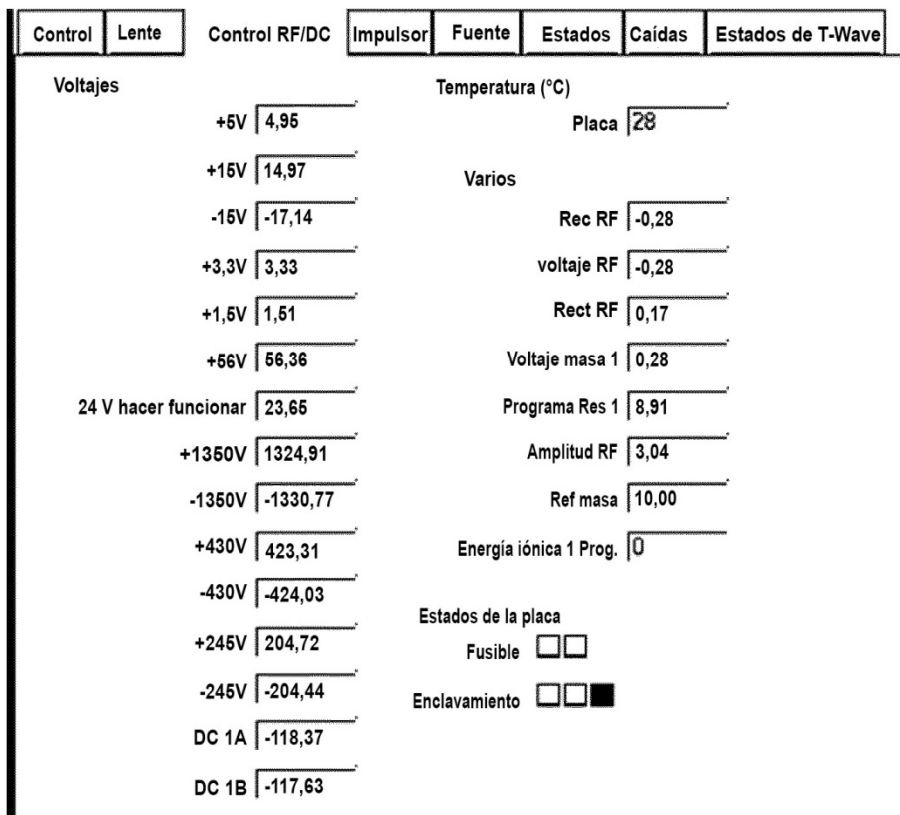 Control Lente Control RF/DC Impulsor Fuente Estados Caídas Estados de T-Wave
Voltajes
+5V 4,95
+15V 14,97
-15V -17,14
+3,3V 3,33
+1,5V 1,51
+56V 56,36
24 V hacer funcionar 23,65
+1350V 1324,91
-1350V -1330,77
+430V 423,31
-430V -424,03
+245V 204,72
-245V -204,44
DC 1A -118,37
DC 1B -117,63
Temperatura (°C)
Placa 28
Varios
Rec RF -0,28
voltaje RF -0,28
Rect RF 0,17
Voltaje masa 1 0,28
Programa Res 1 8,91
Amplitud RF 3,04
Ref masa 10,00
Energía iónica 1 Prog. 0
Estados de la placa
Fusible
Enclavamiento